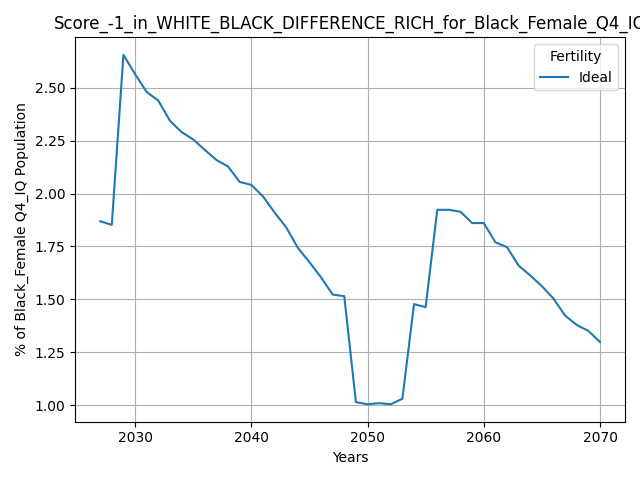 Score_-1_in_WHITE_BLACK_DIFFERENCE_RICH_for_Black_Female_Q4_IQ
Fertility
Ideal
% of Black_Female Q4_IQ Population
2.50
2.25
2.00
1.75
1.50
1.25
1.00
2030 2040 2050 2060 2070
Years